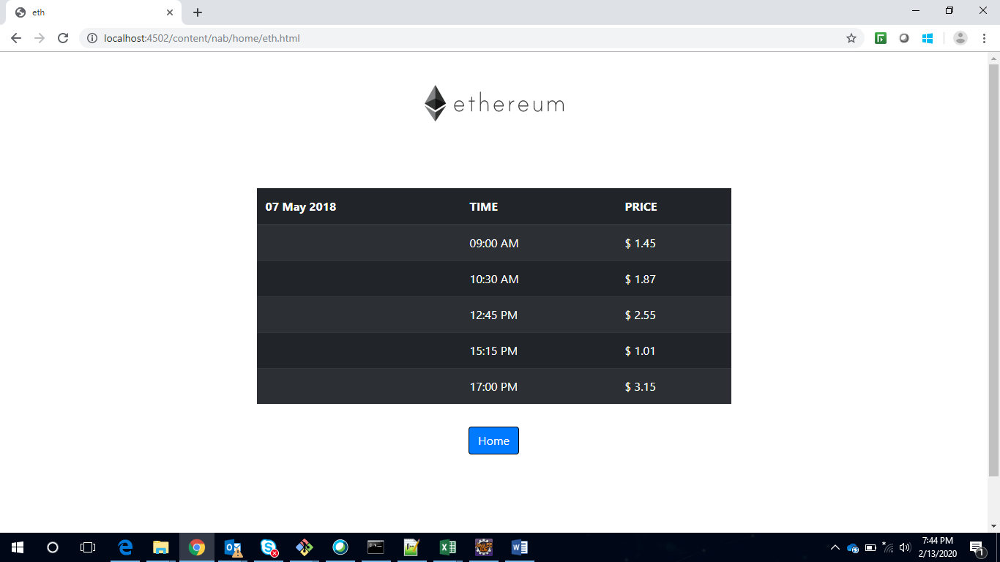 eth
localhost:4502/content/nab/home/eth.html
ethereum
07 May 2018 TIME PRICE
09:00 AM $ 1.45
10:30 AM $ 1.87
12:45 PM $ 2.55
15:15 PM $ 1.01
17:00 PM $ 3.15
Home
7:44 PM
2/13/2020
1